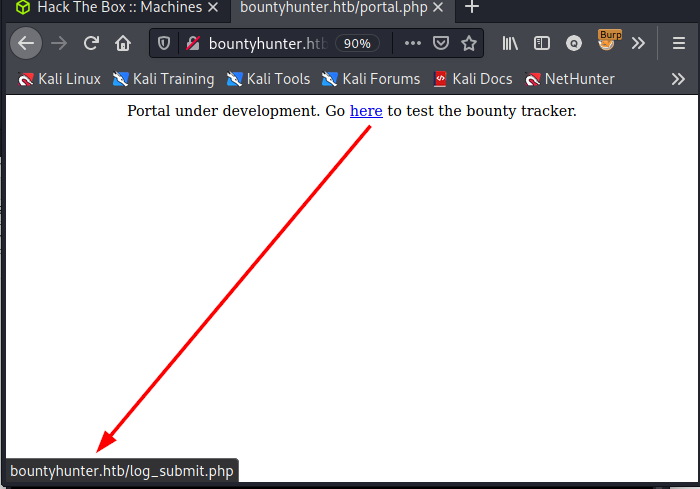 Hack The Box :: Machines
bountyhunter.htb/portal.php
bountyhunter.htb
90%
Burp
Kali Linux
Kali Training
Kali Tools
Kali Forums
Kali Docs
NetHunter
Portal under development. Go here to test the bounty tracker.
bountyhunter.htb/log_submit.php